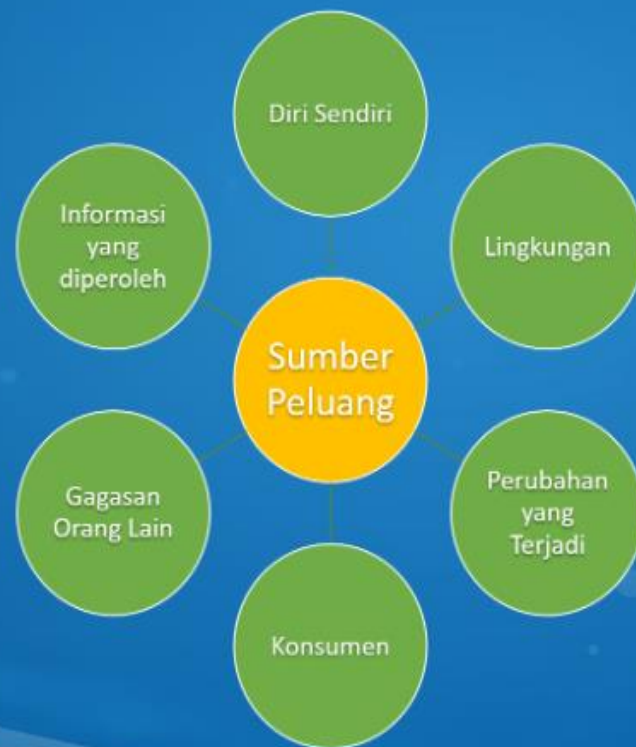 Diri Sendiri
Informasi
yang
diperoleh
Lingkungan
Sumber
Peluang
Gagasan
Orang Lain
Perubahan
yang
Terjadi
Konsumen